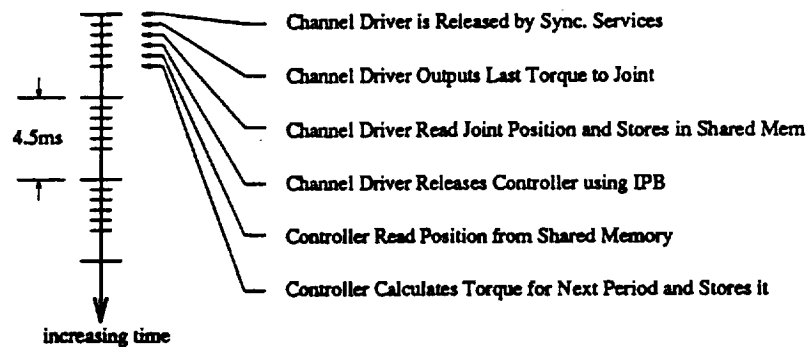 Channel Driver is Released by Sync. Services
Channel Driver Outputs Last Torque to Joint
4.5ms
Channel Driver Read Joint Position and Stores in Shared Mem
Channel Driver Releases Controller using IPB
Controller Read Position from Shared Memory
Controller Calculates Torque for Next Period and Stores it
increasing time